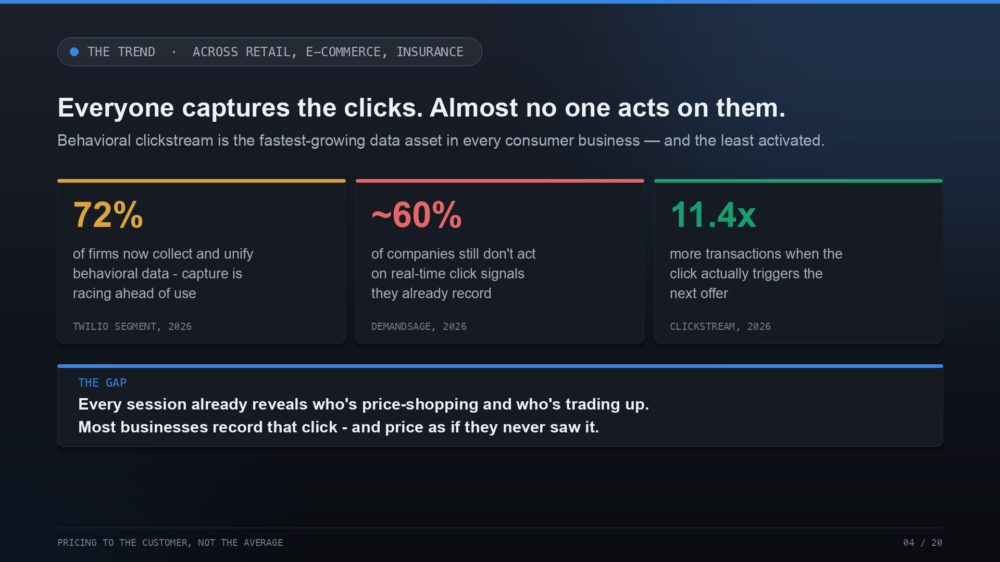 THE TREND · ACROSS RETAIL, E–COMMERCE, INSURANCE
Everyone captures the clicks. Almost no one acts on them.
Behavioral clickstream is the fastest-growing data asset in every consumer business — and the least activated.
72%
of firms now collect and unify
behavioral data - capture is
racing ahead of use
TWILIO SEGMENT, 2026
~60%
of companies still don't act
on real-time click signals
they already record
DEMANDSAGE, 2026
11.4x
more transactions when the
click actually triggers the
next offer
CLICKSTREAM, 2026
THE GAP
Every session already reveals who's price-shopping and who's trading up.
Most businesses record that click - and price as if they never saw it.
PRICING TO THE CUSTOMER, NOT THE AVERAGE
04 / 20